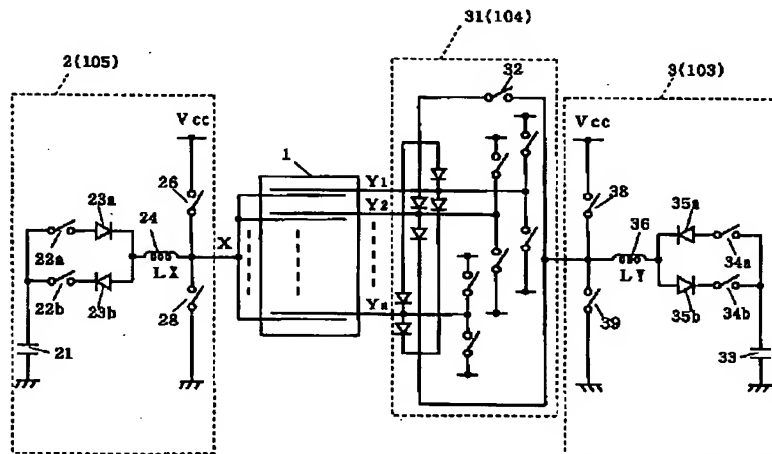 31(104)
2(105)
3(103)
32
Vcc
Vcc
1
26
23a
24
Y1
Y2
38
35a
36
X
22a
LX
LY
34a
22b
23b
28
Yn
39
35b
34b
21
33